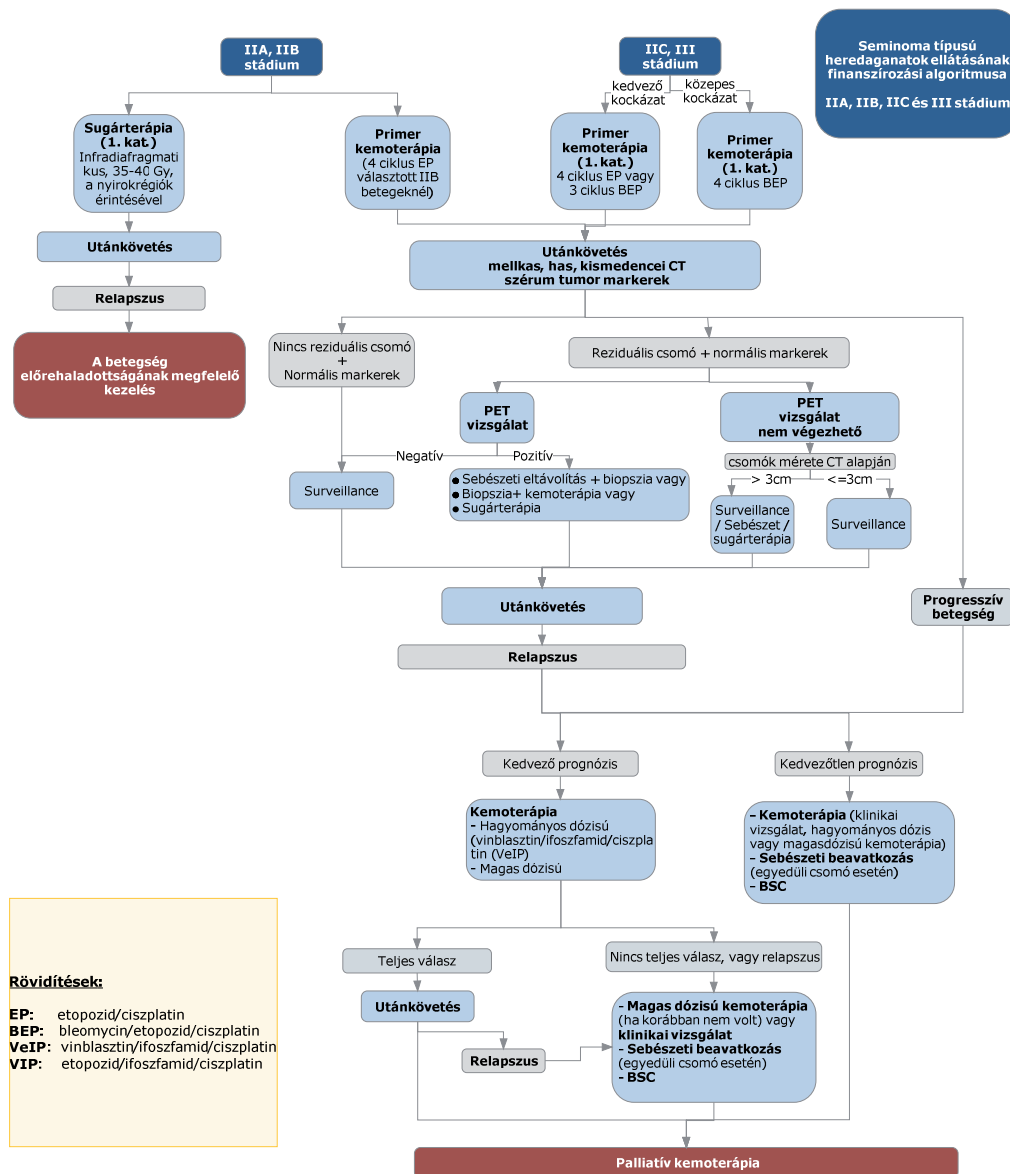 IIA, IIB
stádium
IIC, III
stádium
Seminoma típusú
heredaganatok ellátásának
finanszírozási algoritmusa
IIA, IIB, IIC és III stádium
kedvező
kockázat
közepes
kockázat
Sugárterápia
(1. kat.)
Infradiafragmati
kus, 35-40 Gy,
a nyirokrégiók
érintésével
Primer
kemoterápia
(4 ciklus EP
választott IIB
betegeknél)
Primer
kemoterápia
(1. kat.)
4 ciklus EP vagy
3 ciklus BEP
Primer
kemoterápia
(1. kat.)
4 ciklus BEP
Utánkövetés
Utánkövetés
mellkas, has, kismedencei CT
szérum tumor markerek
Relapszus
A betegség
előrehaladottságának megfelelő
kezelés
Nincs reziduális csomó
+
Normális markerek
Reziduális csomó + normális markerek
PET
vizsgálat
PET
vizsgálat
nem végezhető
Negatív
Pozitív
csomók mérete CT alapján
> 3cm
<=3cm
Surveillance
● Sebészeti eltávolítás + biopszia vagy
● Biopszia+ kemoterápia vagy
● Sugárterápia
Surveillance
/ Sebészet /
sugárterápia
Surveillance
Utánkövetés
Progresszív
betegség
Relapszus
Kedvező prognózis
Kedvezőtlen prognózis
Kemoterápia
- Hagyományos dózisú
(vinblasztin/ifoszfamid/ciszpla
tin (VeIP)
- Magas dózisú
- Kemoterápia (klinikai
vizsgálat, hagyományos dózis
vagy magasdózisú kemoterápia)
- Sebészeti beavatkozás
(egyedüli csomó esetén)
- BSC
Teljes válasz
Nincs teljes válasz, vagy relapszus
Utánkövetés
- Magas dózisú kemoterápia
(ha korábban nem volt) vagy
klinikai vizsgálat
- Sebészeti beavatkozás
(egyedüli csomó esetén)
- BSC
Relapszus
Rövidítések:
EP: etopozid/ciszplatin
BEP: bleomycin/etopozid/ciszplatin
VeIP: vinblasztin/ifoszfamid/ciszplatin
VIP: etopozid/ifoszfamid/ciszplatin
Palliatív kemoterápia